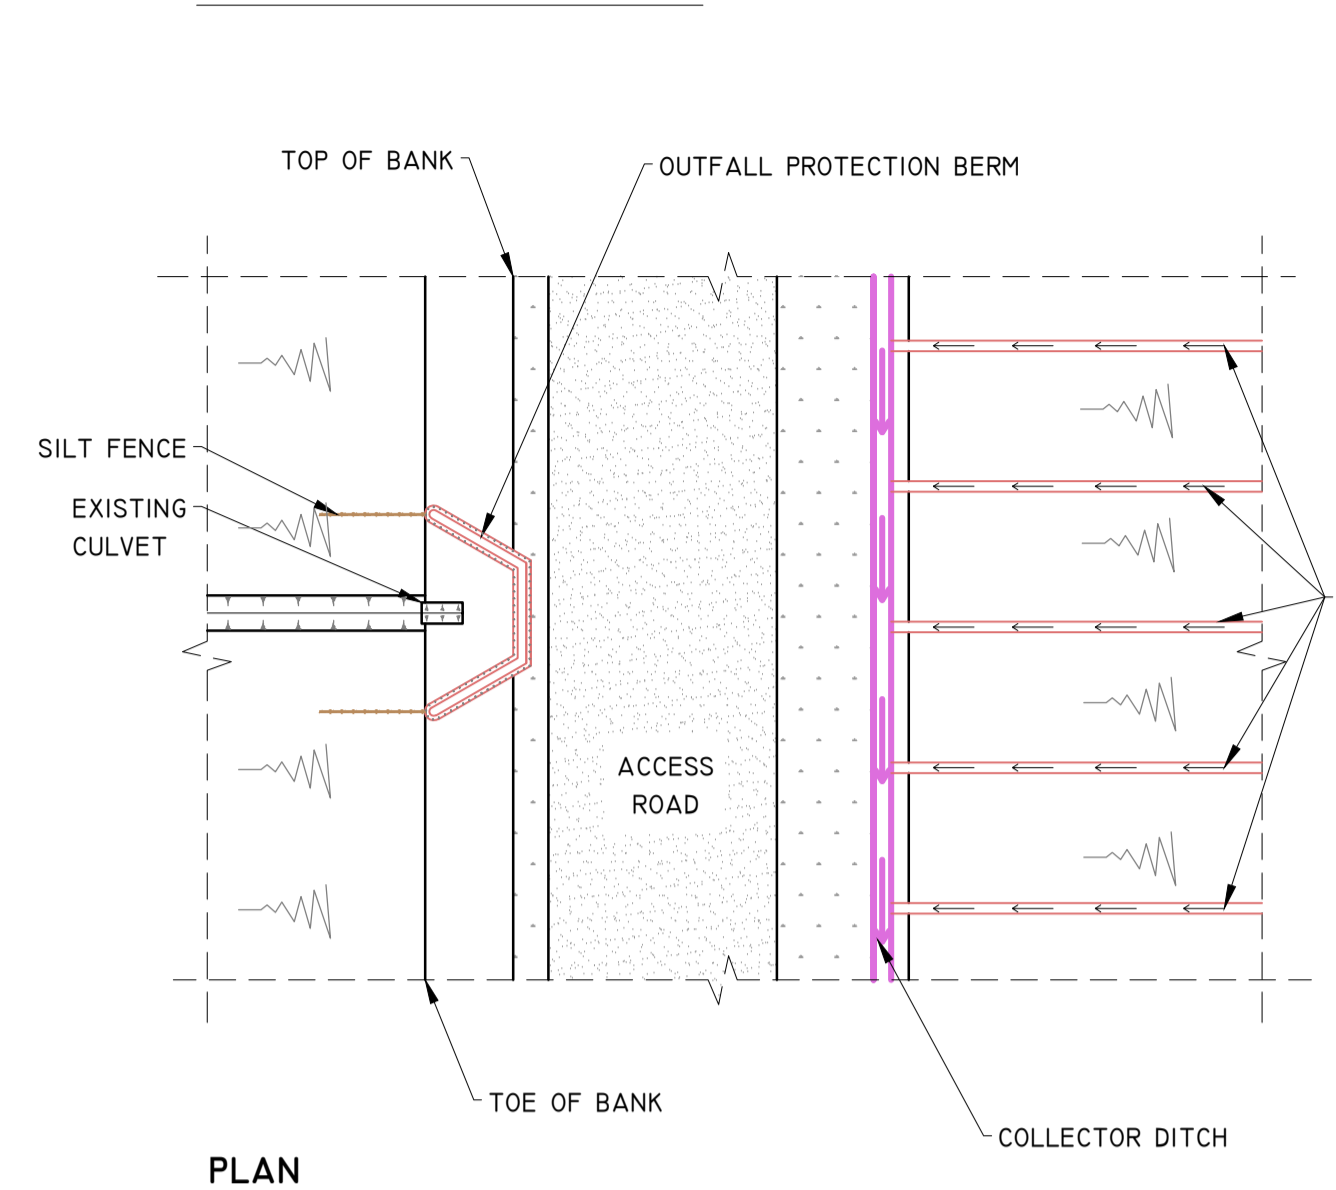 TOP OF BANK
OUTFALL PROTECTION BERM
SILT FENCE
EXISTING
CULVET
ACCESS
ROAD
TOE OF BANK
COLLECTOR DITCH
PLAN